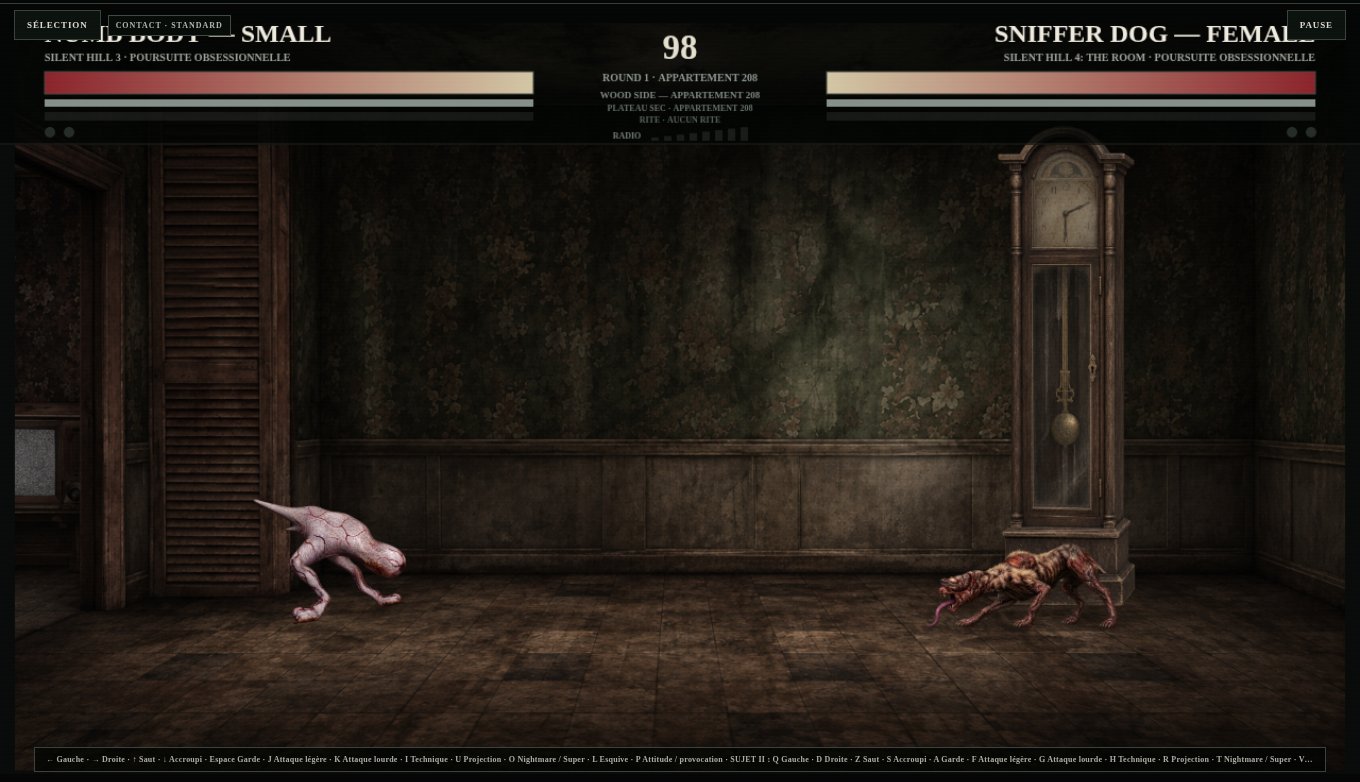 SÉLECTION
CONTACT · STANDARD
PAUSE
NUMB BODY — SMALL
SILENT HILL 3 · POURSUITE OBSESSIONNELLE
98
ROUND 1 · APPARTEMENT 208
WOOD SIDE — APPARTEMENT 208
PLATEAU SEC · APPARTEMENT 208
RITE · AUCUN RITE
RADIO
SNIFFER DOG — FEMALE
SILENT HILL 4: THE ROOM · POURSUITE OBSESSIONNELLE
← Gauche · → Droite · ↑ Saut · ↓ Accroupi · Espace Garde · J Attaque légère · K Attaque lourde · I Technique · U Projection · O Nightmare / Super · L Esquive · P Attitude / provocation · SUJET II : Q Gauche · D Droite · Z Saut · S Accroupi · A Garde · F Attaque légère · G Attaque lourde · H Technique · R Projection · T Nightmare / Super · V…